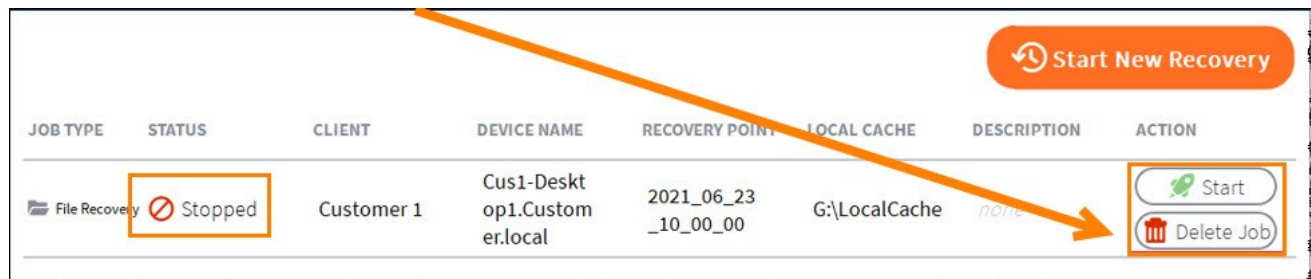 Start New Recovery
JOB TYPE STATUS CLIENT DEVICE NAME RECOVERY POINT LOCAL CACHE DESCRIPTION ACTION
File Recovery Stopped Customer 1 Cus1-Deskt
op1.Custom
er.local 2021_06_23
_10_00_00 G:\LocalCache none Start
Delete Job